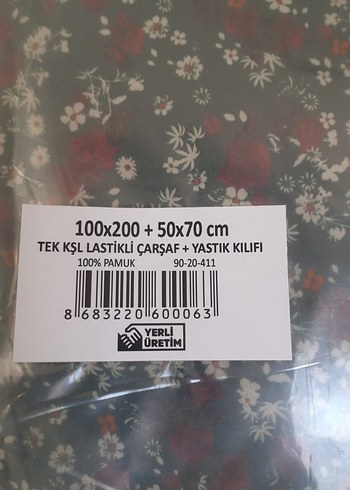 100x200 + 50x70 cm
TEK KŞL LASTİKLİ ÇARŞAF + YASTIK KILIFI
100% PAMUK 90-20-411
8 683220 600063
YERLİ
ÜRETİM